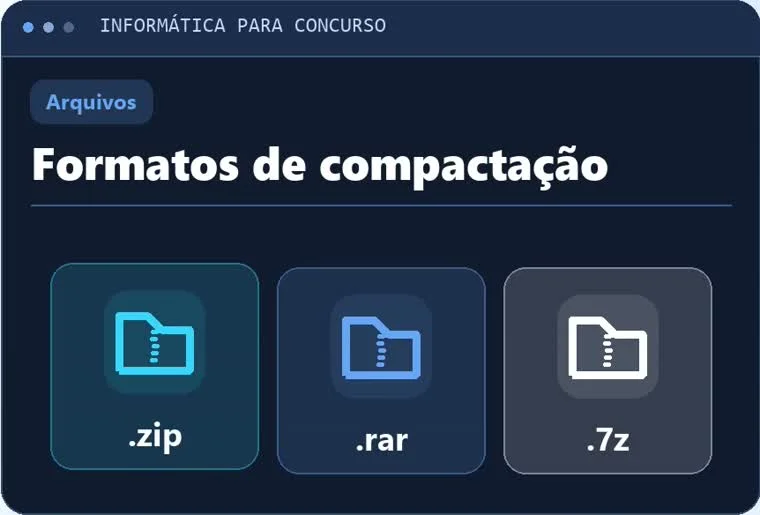 INFORMÁTICA PARA CONCURSO
Arquivos
Formatos de compactação
.zip
.rar
.7z